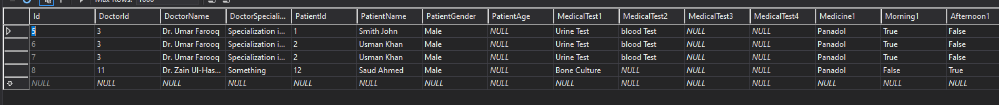 Max Rows: 1000
Id DoctorId DoctorName DoctorSpeciali... PatientId PatientName PatientGender PatientAge MedicalTest1 MedicalTest2 MedicalTest3 MedicalTest4 Medicine1 Morning1 Afternoon1
5 3 Dr. Umar Farooq Specialization i... 1 Smith John Male NULL Urine Test blood Test NULL NULL Panadol True False
6 3 Dr. Umar Farooq Specialization i... 2 Usman Khan Male NULL Urine Test blood Test NULL NULL Panadol True False
7 3 Dr. Umar Farooq Specialization i... 2 Usman Khan Male NULL Urine Test blood Test NULL NULL Panadol True False
8 11 Dr. Zain Ul-Has... Something 12 Saud Ahmed Male NULL Bone Culture NULL NULL NULL Panadol False True
NULL NULL NULL NULL NULL NULL NULL NULL NULL NULL NULL NULL NULL NULL NULL